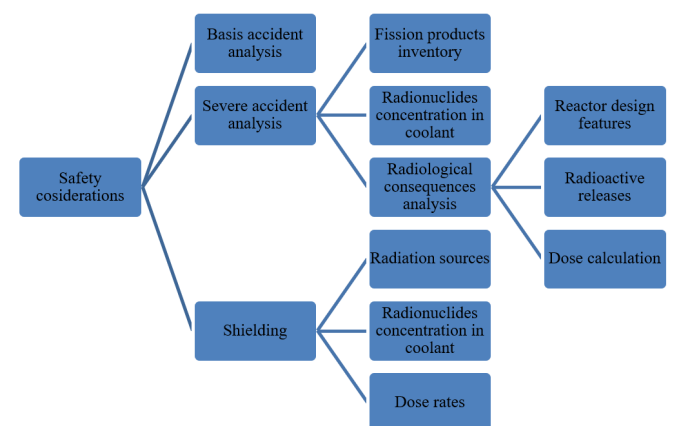 Safety
cosiderations
Basis accident
analysis
Severe accident
analysis
Shielding
Fission products
inventory
Radionuclides
concentration in
coolant
Radiological
consequences
analysis
Radiation sources
Radionuclides
concentration in
coolant
Dose rates
Reactor design
features
Radioactive
releases
Dose calculation